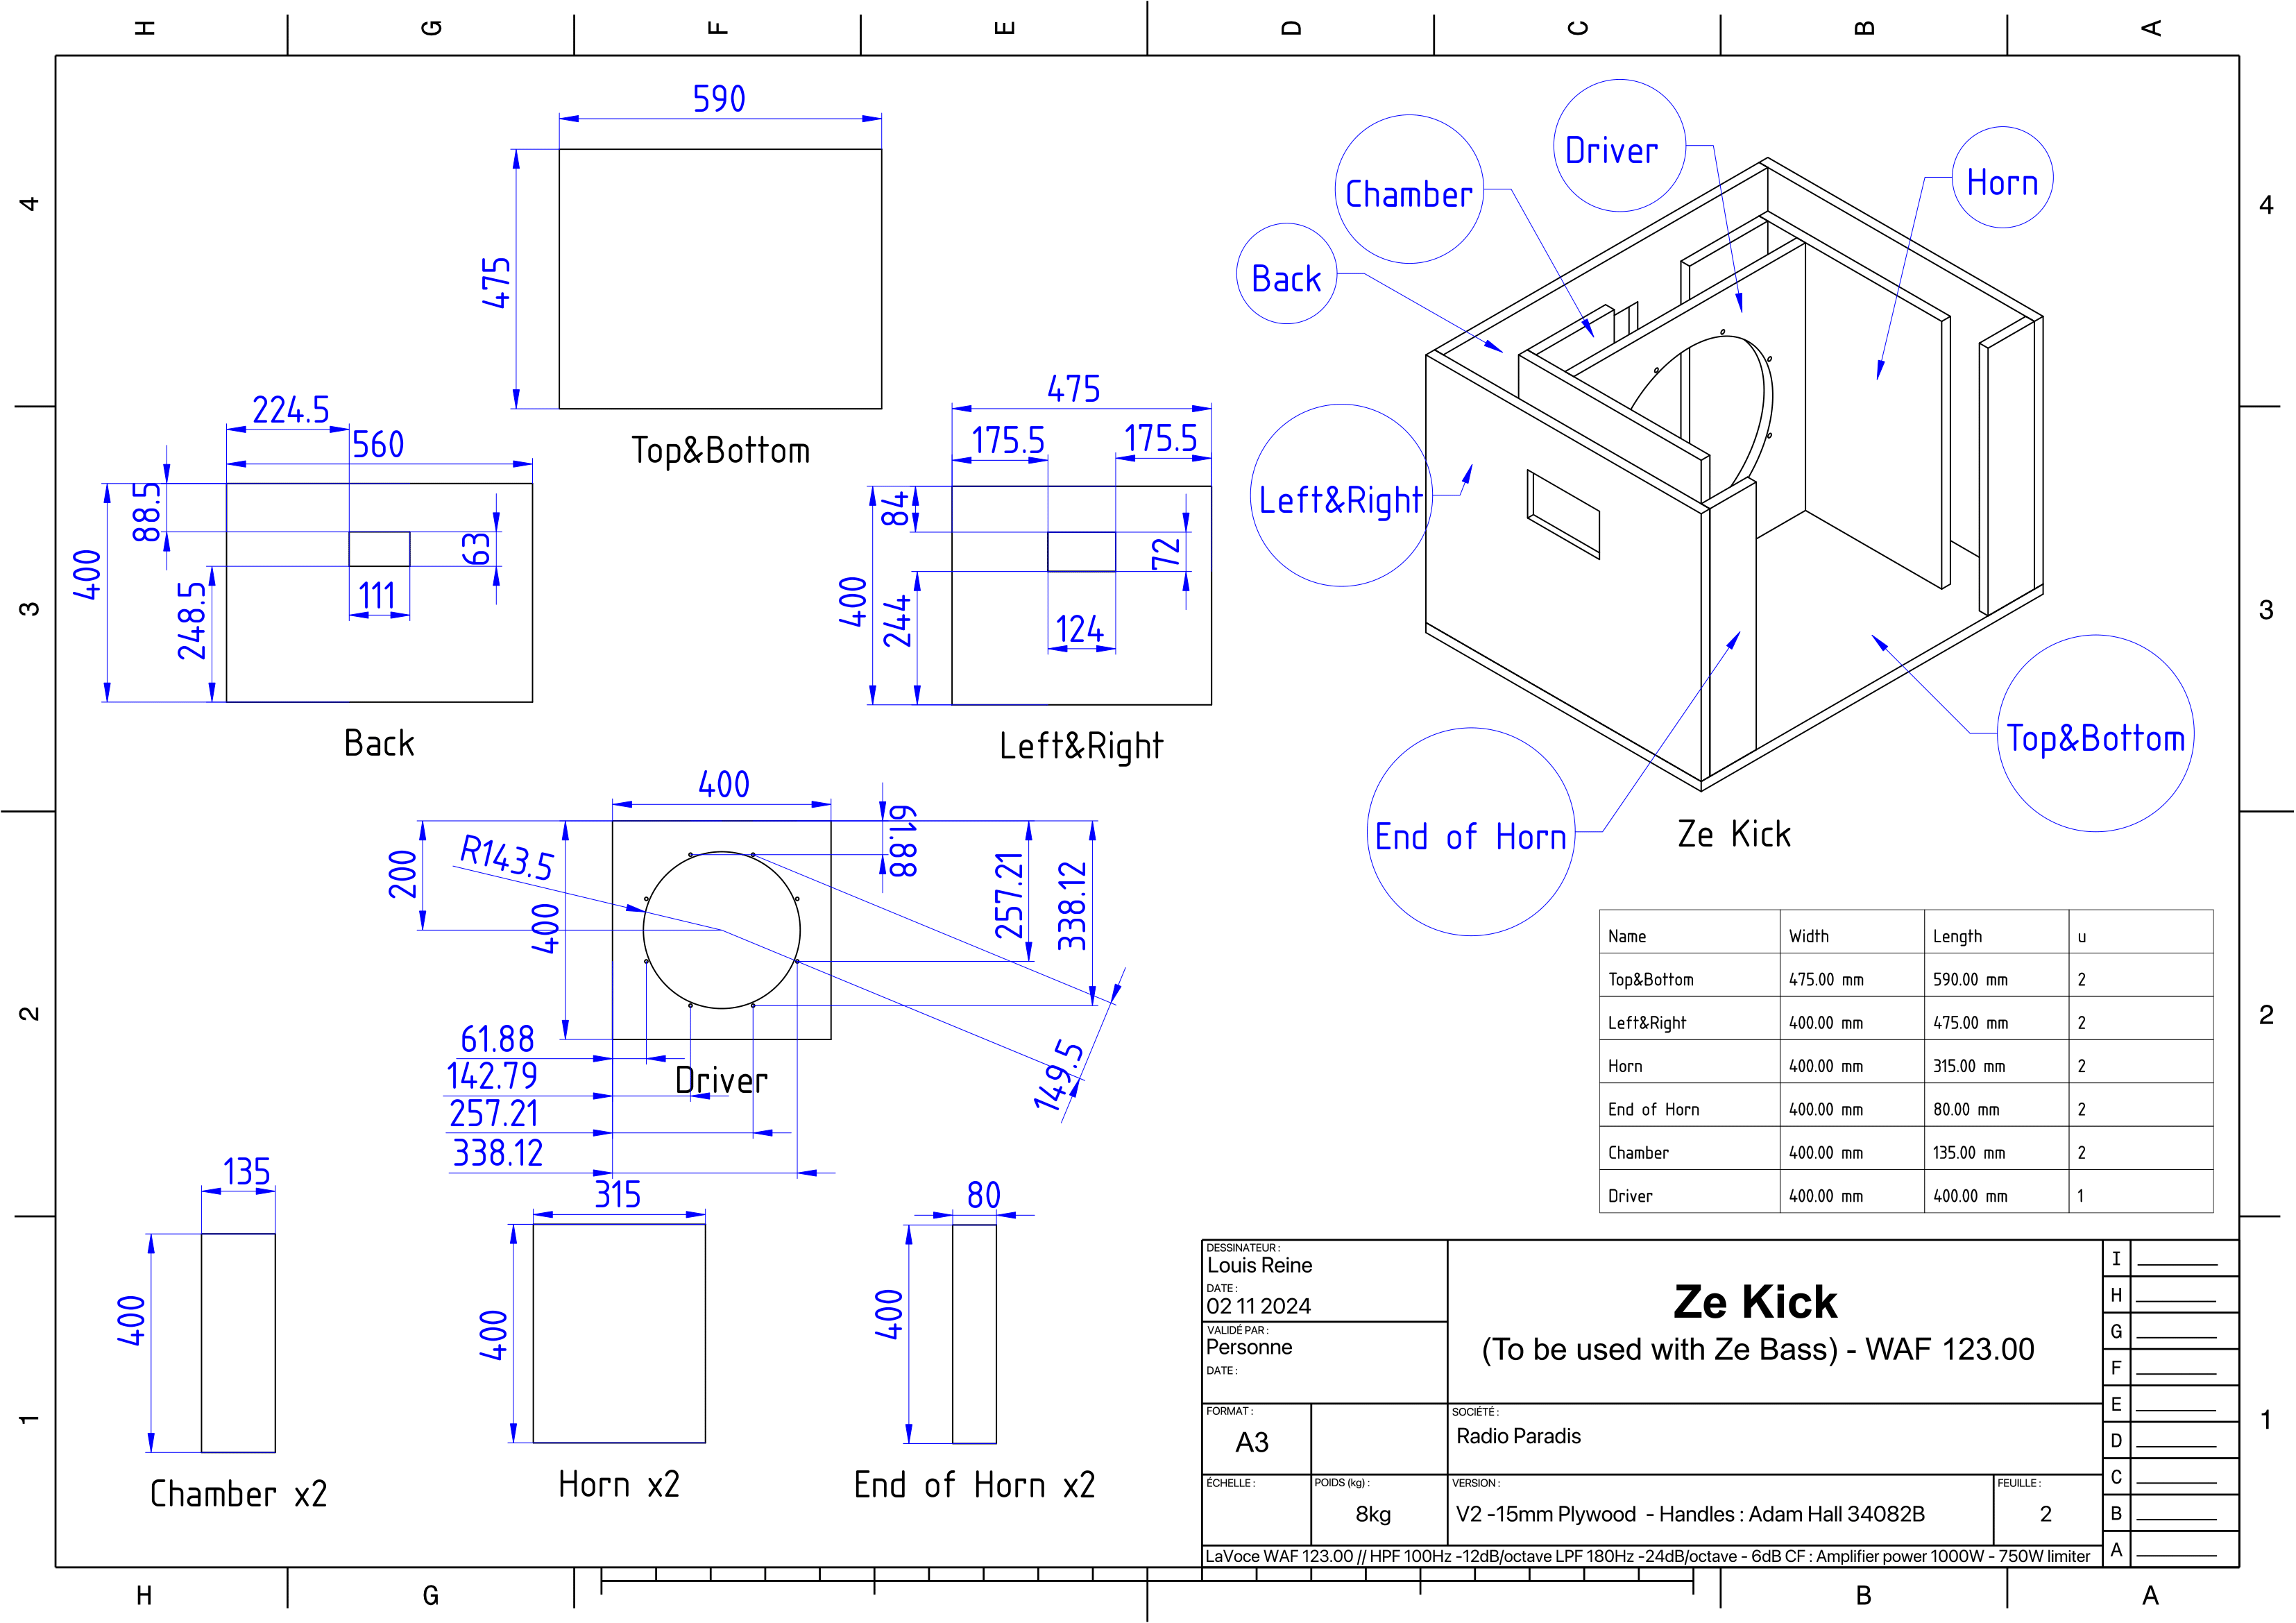 H G F E D C B A
4
3
2
1
4
3
2
1
590
475
Top&Bottom
224.5
560
88.5
400
248.5
63
111
Back
475
175.5
175.5
84
400
244
72
124
Left&Right
Driver
Chamber
Horn
Back
Left&Right
End of Horn
Top&Bottom
Ze Kick
400
61.88
200
R143.5
400
257.21
338.12
149.5
61.88
142.79
257.21
338.12
Driver
135
400
Chamber x2
315
400
Horn x2
80
400
End of Horn x2
Name Width Length u
Top&Bottom 475.00 mm 590.00 mm 2
Left&Right 400.00 mm 475.00 mm 2
Horn 400.00 mm 315.00 mm 2
End of Horn 400.00 mm 80.00 mm 2
Chamber 400.00 mm 135.00 mm 2
Driver 400.00 mm 400.00 mm 1
DESSINATEUR :
Louis Reine
DATE :
02 11 2024
VALIDÉ PAR :
Personne
DATE :
Ze Kick
(To be used with Ze Bass) - WAF 123.00
FORMAT :
A3
SOCIÉTÉ :
Radio Paradis
ÉCHELLE :
POIDS (kg) :
8kg
VERSION :
V2 -15mm Plywood - Handles : Adam Hall 34082B
FEUILLE :
2
LaVoce WAF 123.00 // HPF 100Hz -12dB/octave LPF 180Hz -24dB/octave - 6dB CF : Amplifier power 1000W - 750W limiter
I
H
G
F
E
D
C
B
A
H G B A